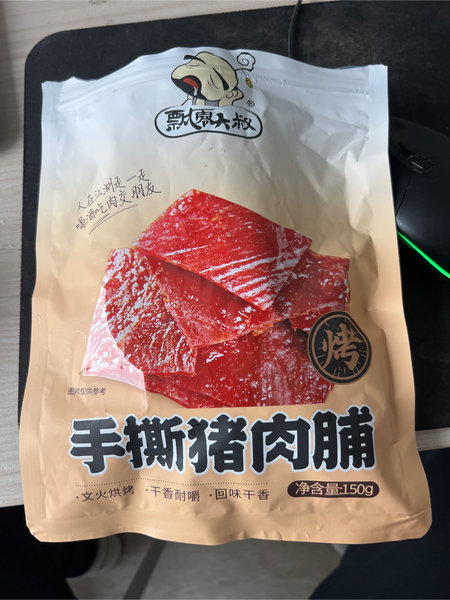 飘扈大叔
®
人在江湖走一走
喝酒吃肉交朋友
烤
图片仅供参考
手撕猪肉脯
·文火烘烤 ·干香耐嚼 ·回味干香
净含量:150g